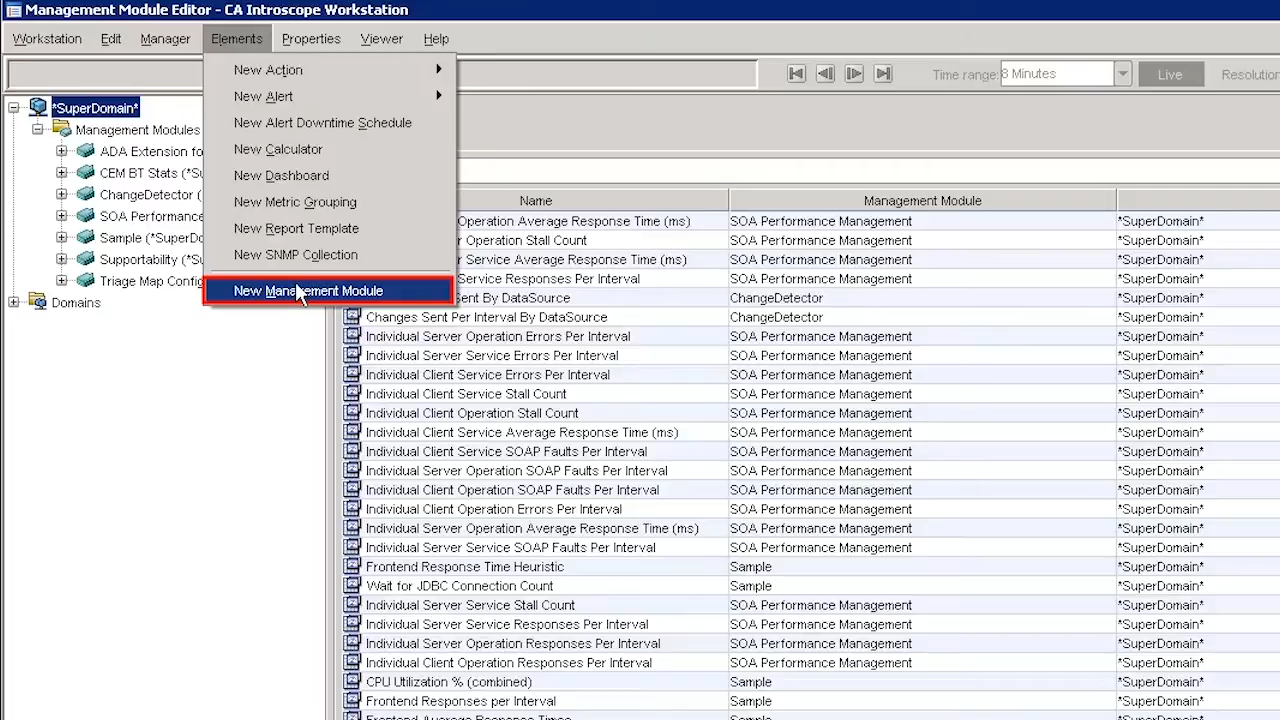 Management Module Editor - CA Introscope Workstation
Workstation Edit Manager Elements Properties Viewer Help
Time range: 8 Minutes Live Resolution
New Action
New Alert
New Alert Downtime Schedule
New Calculator
New Dashboard
New Metric Grouping
New Report Template
New SNMP Collection
New Management Module
*SuperDomain*
Management Modules
ADA Extension fo
CEM BT Stats (*Su
ChangeDetector (
SOA Performance
Sample (*SuperDo
Supportability (*Su
Triage Map Config
Domains
Name Management Module
Operation Average Response Time (ms) SOA Performance Management *SuperDomain*
r Operation Stall Count SOA Performance Management *SuperDomain*
r Service Average Response Time (ms) SOA Performance Management *SuperDomain*
Service Responses Per Interval SOA Performance Management *SuperDomain*
Sent By DataSource ChangeDetector *SuperDomain*
Changes Sent Per Interval By DataSource ChangeDetector *SuperDomain*
Individual Server Operation Errors Per Interval SOA Performance Management *SuperDomain*
Individual Server Service Errors Per Interval SOA Performance Management *SuperDomain*
Individual Client Service Errors Per Interval SOA Performance Management *SuperDomain*
Individual Client Service Stall Count SOA Performance Management *SuperDomain*
Individual Client Operation Stall Count SOA Performance Management *SuperDomain*
Individual Client Service Average Response Time (ms) SOA Performance Management *SuperDomain*
Individual Client Service SOAP Faults Per Interval SOA Performance Management *SuperDomain*
Individual Server Operation SOAP Faults Per Interval SOA Performance Management *SuperDomain*
Individual Client Operation SOAP Faults Per Interval SOA Performance Management *SuperDomain*
Individual Client Operation Errors Per Interval SOA Performance Management *SuperDomain*
Individual Server Operation Average Response Time (ms) SOA Performance Management *SuperDomain*
Individual Server Service SOAP Faults Per Interval SOA Performance Management *SuperDomain*
Frontend Response Time Heuristic Sample *SuperDomain*
Wait for JDBC Connection Count Sample *SuperDomain*
Individual Server Service Stall Count SOA Performance Management *SuperDomain*
Individual Server Service Responses Per Interval SOA Performance Management *SuperDomain*
Individual Server Operation Responses Per Interval SOA Performance Management *SuperDomain*
Individual Client Operation Responses Per Interval SOA Performance Management *SuperDomain*
CPU Utilization % (combined) Sample *SuperDomain*
Frontend Responses per Interval Sample *SuperDomain*
Frontend Average Response Times Sample *SuperDomain*